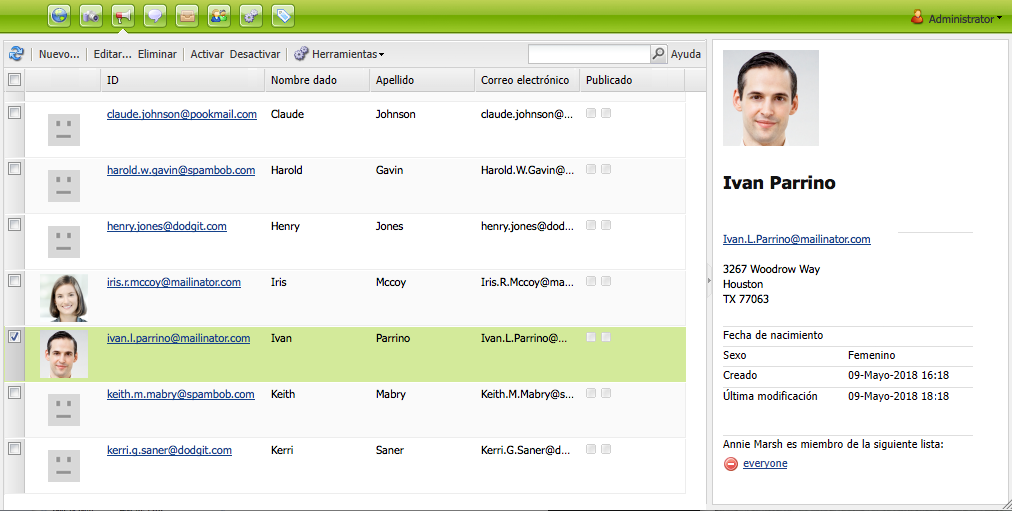 Administrator
Nuevo... Editar... Eliminar Activar Desactivar Herramientas Ayuda
ID Nombre dado Apellido Correo electrónico Publicado
claude.johnson@pookmail.com Claude Johnson claude.johnson@...
harold.w.gavin@spambob.com Harold Gavin Harold.W.Gavin@...
henry.jones@dodgit.com Henry Jones henry.jones@dod...
iris.r.mccoy@mailinator.com Iris Mccoy Iris.R.Mccoy@ma...
ivan.l.parrino@mailinator.com Ivan Parrino Ivan.L.Parrino@...
keith.m.mabry@spambob.com Keith Mabry Keith.M.Mabry@s...
kerri.g.saner@dodgit.com Kerri Saner Kerri.G.Saner@d...
Ivan Parrino
Ivan.L.Parrino@mailinator.com
3267 Woodrow Way
Houston
TX 77063
Fecha de nacimiento
Sexo Femenino
Creado 09-Mayo-2018 16:18
Última modificación 09-Mayo-2018 18:18
Annie Marsh es miembro de la siguiente lista:
everyone